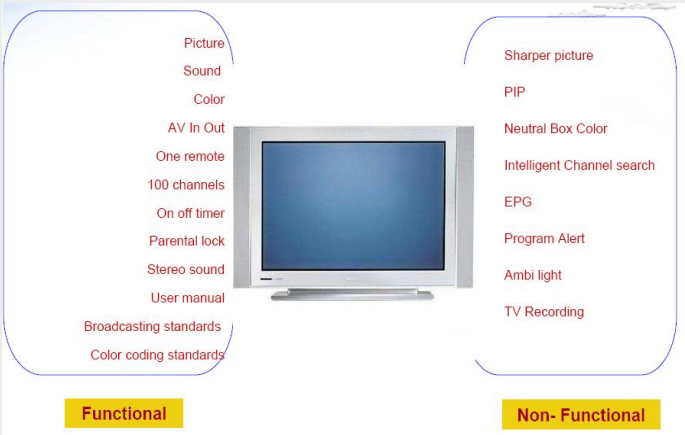 Picture
Sound
Color
AV In Out
One remote
100 channels
On off timer
Parental lock
Stereo sound
User manual
Broadcasting standards
Color coding standards
Functional
Sharper picture
PIP
Neutral Box Color
Intelligent Channel search
EPG
Program Alert
Ambi light
TV Recording
Non- Functional